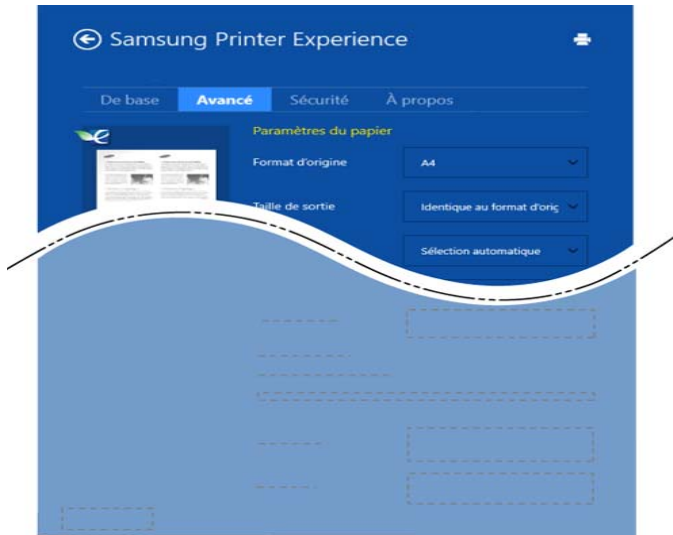 Samsung Printer Experience
De base Avancé Sécurité À propos
Paramètres du papier
Format d'origine A4
Taille de sortie Identique au format d'orig
Sélection automatique